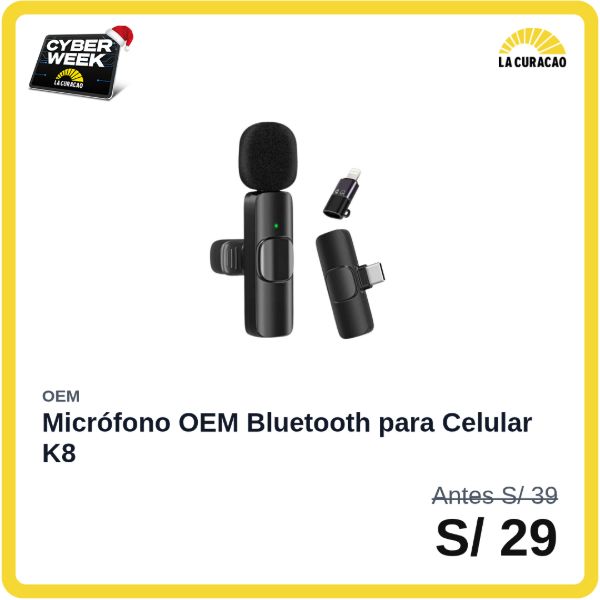 CYBER
WEEK
LA CURACAO
LA CURACAO
OEM
Micrófono OEM Bluetooth para Celular
K8
Antes S/ 39
S/ 29